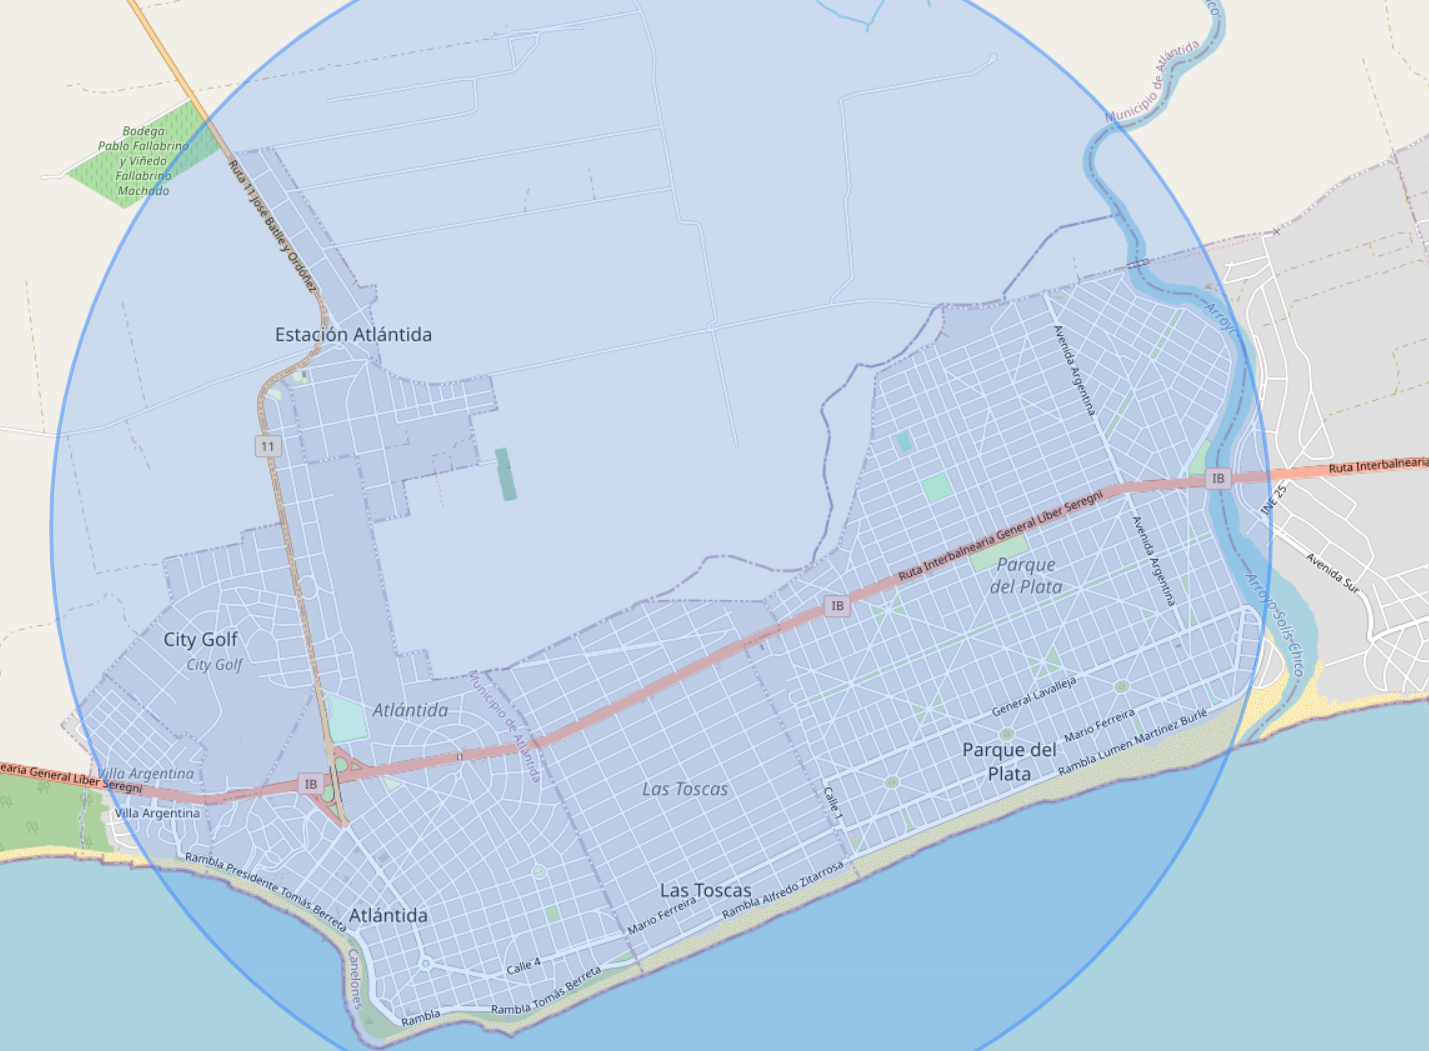 ico
Municipio de Atlántida
Bodega
Pablo Fallabrino
y Viñedo
Fallabrino
Machado
Ruta 11 José Batlle y Ordóñez
Estación Atlántida
Arroyo
Avenida Argentina
11
IB
Ruta Interbalnearia
INE 25
Ruta Interbalnearia General Líber Seregni
Avenida Argentina
Avenida Sur
Parque
del Plata
IB
Arroyo Solís Chico
City Golf
City Golf
Municipio de Atlántida
General Lavalleja
Atlántida
Mario Ferreira
Rambla Lumen Martínez Burlé
Parque del
Plata
earia General Líber Seregni
Villa Argentina
IB
Las Toscas
Calle 1
Villa Argentina
Rambla Presidente Tomás Berreta
Las Toscas
Rambla Alfredo Zitarrosa
Mario Ferreira
Atlántida
Canelones
Calle 4
Rambla Tomás Berreta
Rambla